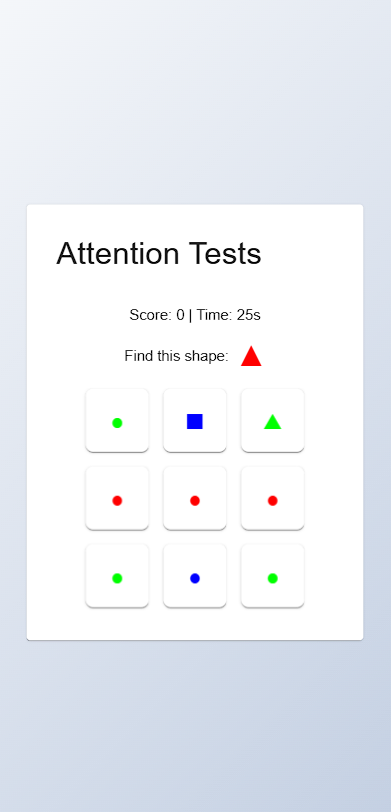 Attention Tests
Score: 0 | Time: 25s
Find this shape: